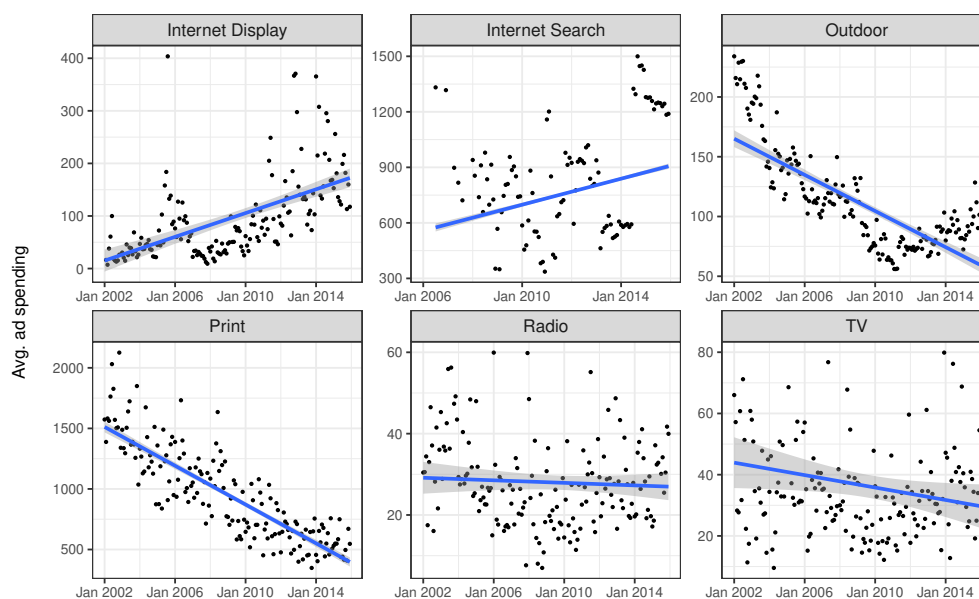 Internet Display
Internet Search
Outdoor
400
300
200
100
0
1500
1200
900
600
300
200
150
100
50
Jan 2002 Jan 2006 Jan 2010 Jan 2014
Jan 2006 Jan 2010 Jan 2014
Jan 2002 Jan 2006 Jan 2010 Jan 2014
Avg. ad spending
Print
Radio
TV
2000
1500
1000
500
60
40
20
80
60
40
20
Jan 2002 Jan 2006 Jan 2010 Jan 2014
Jan 2002 Jan 2006 Jan 2010 Jan 2014
Jan 2002 Jan 2006 Jan 2010 Jan 2014